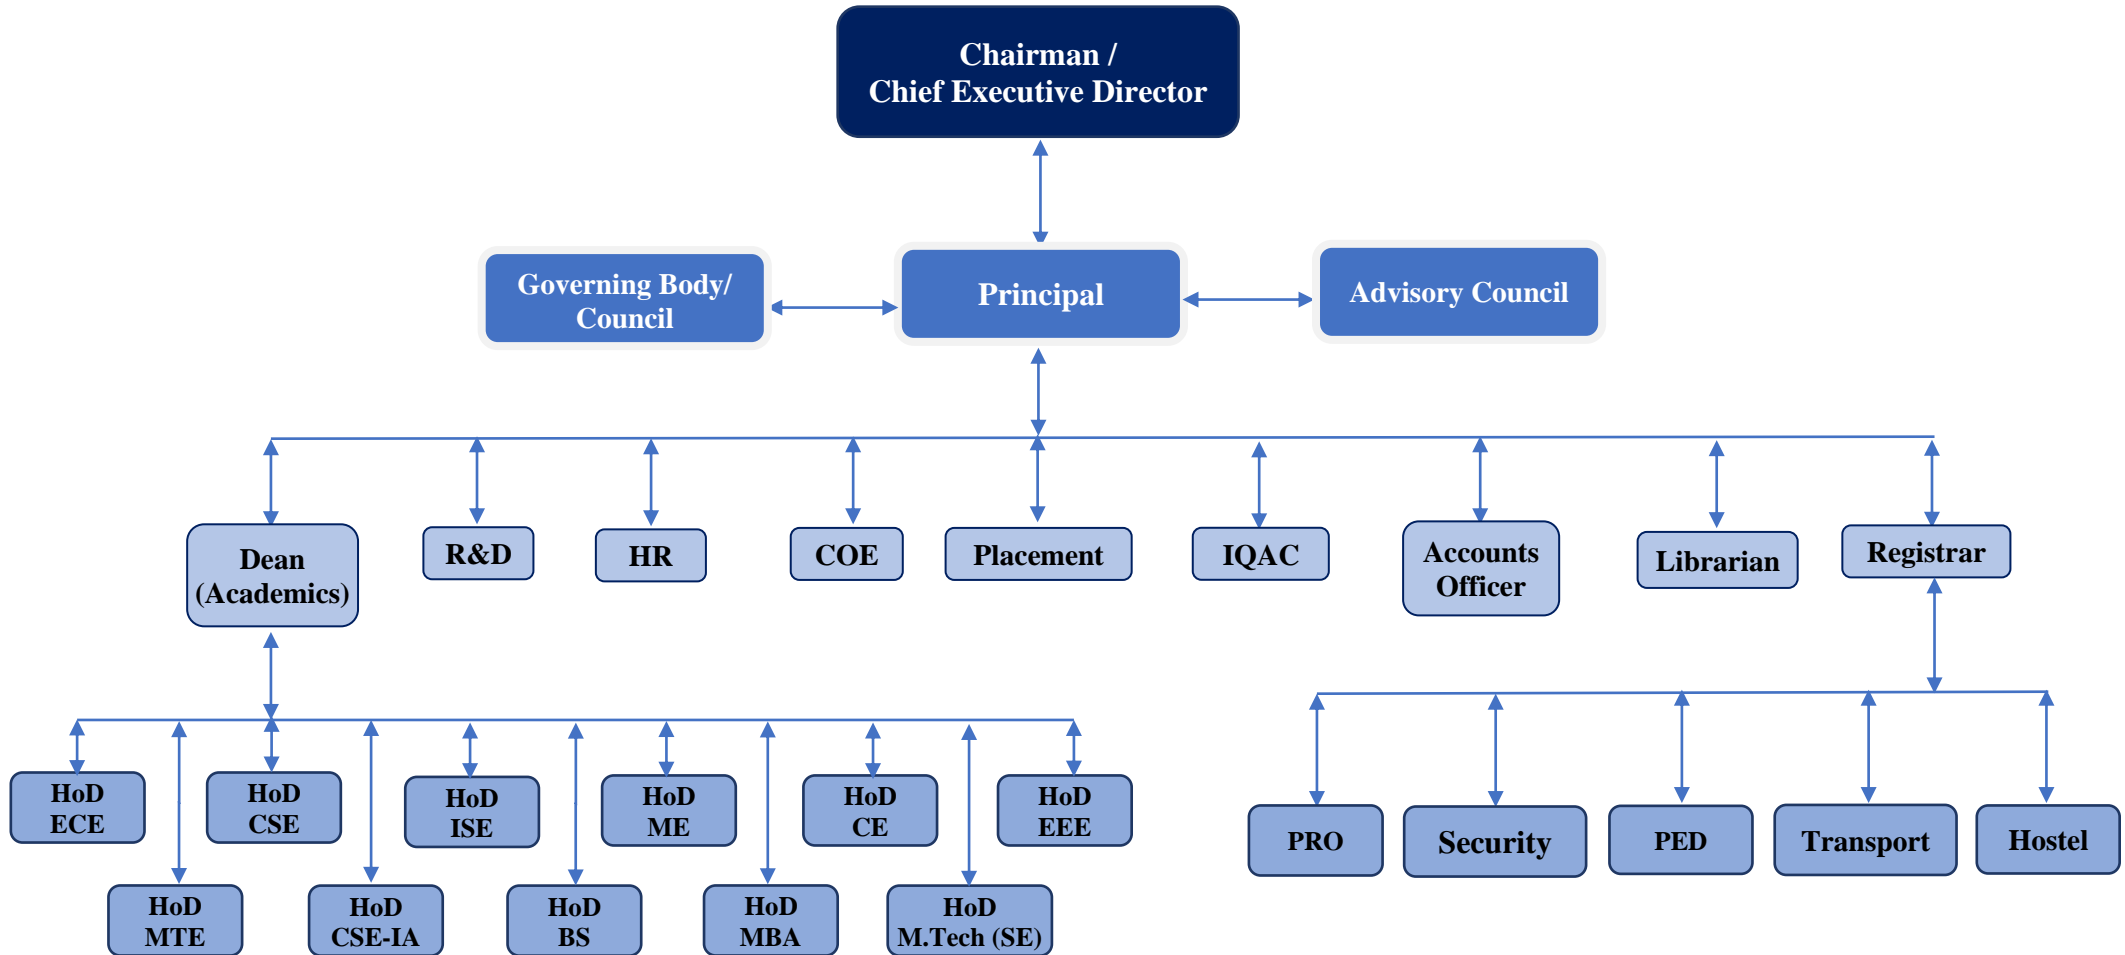 Chairman /
Chief Executive Director
Governing Body/
Council
Principal
Advisory Council
Dean
(Academics)
R&D
HR
COE
Placement
IQAC
Accounts
Officer
Librarian
Registrar
HoD
ECE
HoD
CSE
HoD
ISE
HoD
ME
HoD
CE
HoD
EEE
PRO
Security
PED
Transport
Hostel
HoD
MTE
HoD
CSE-IA
HoD
BS
HoD
MBA
HoD
M.Tech (SE)